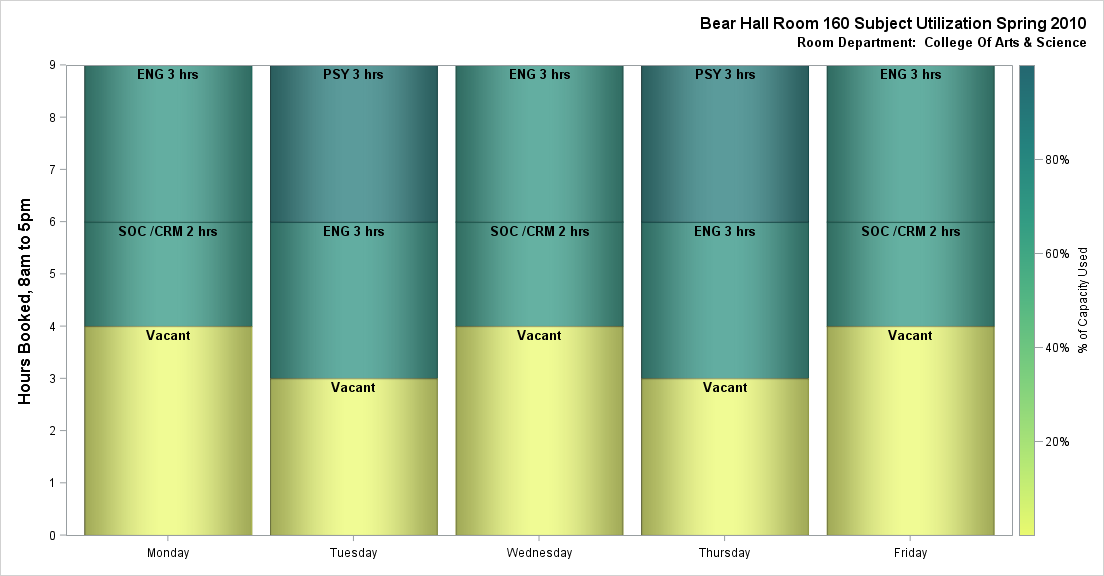 Bear Hall Room 160 Subject Utilization Spring 2010
Room Department:  College Of Arts & Science
Hours Booked, 8am to 5pm
9
8
7
6
5
4
3
2
1
0
ENG 3 hrs
SOC /CRM 2 hrs
Vacant
Monday
PSY 3 hrs
ENG 3 hrs
Vacant
Tuesday
ENG 3 hrs
SOC /CRM 2 hrs
Vacant
Wednesday
PSY 3 hrs
ENG 3 hrs
Vacant
Thursday
ENG 3 hrs
SOC /CRM 2 hrs
Vacant
Friday
80%
60%
40%
20%
% of Capacity Used